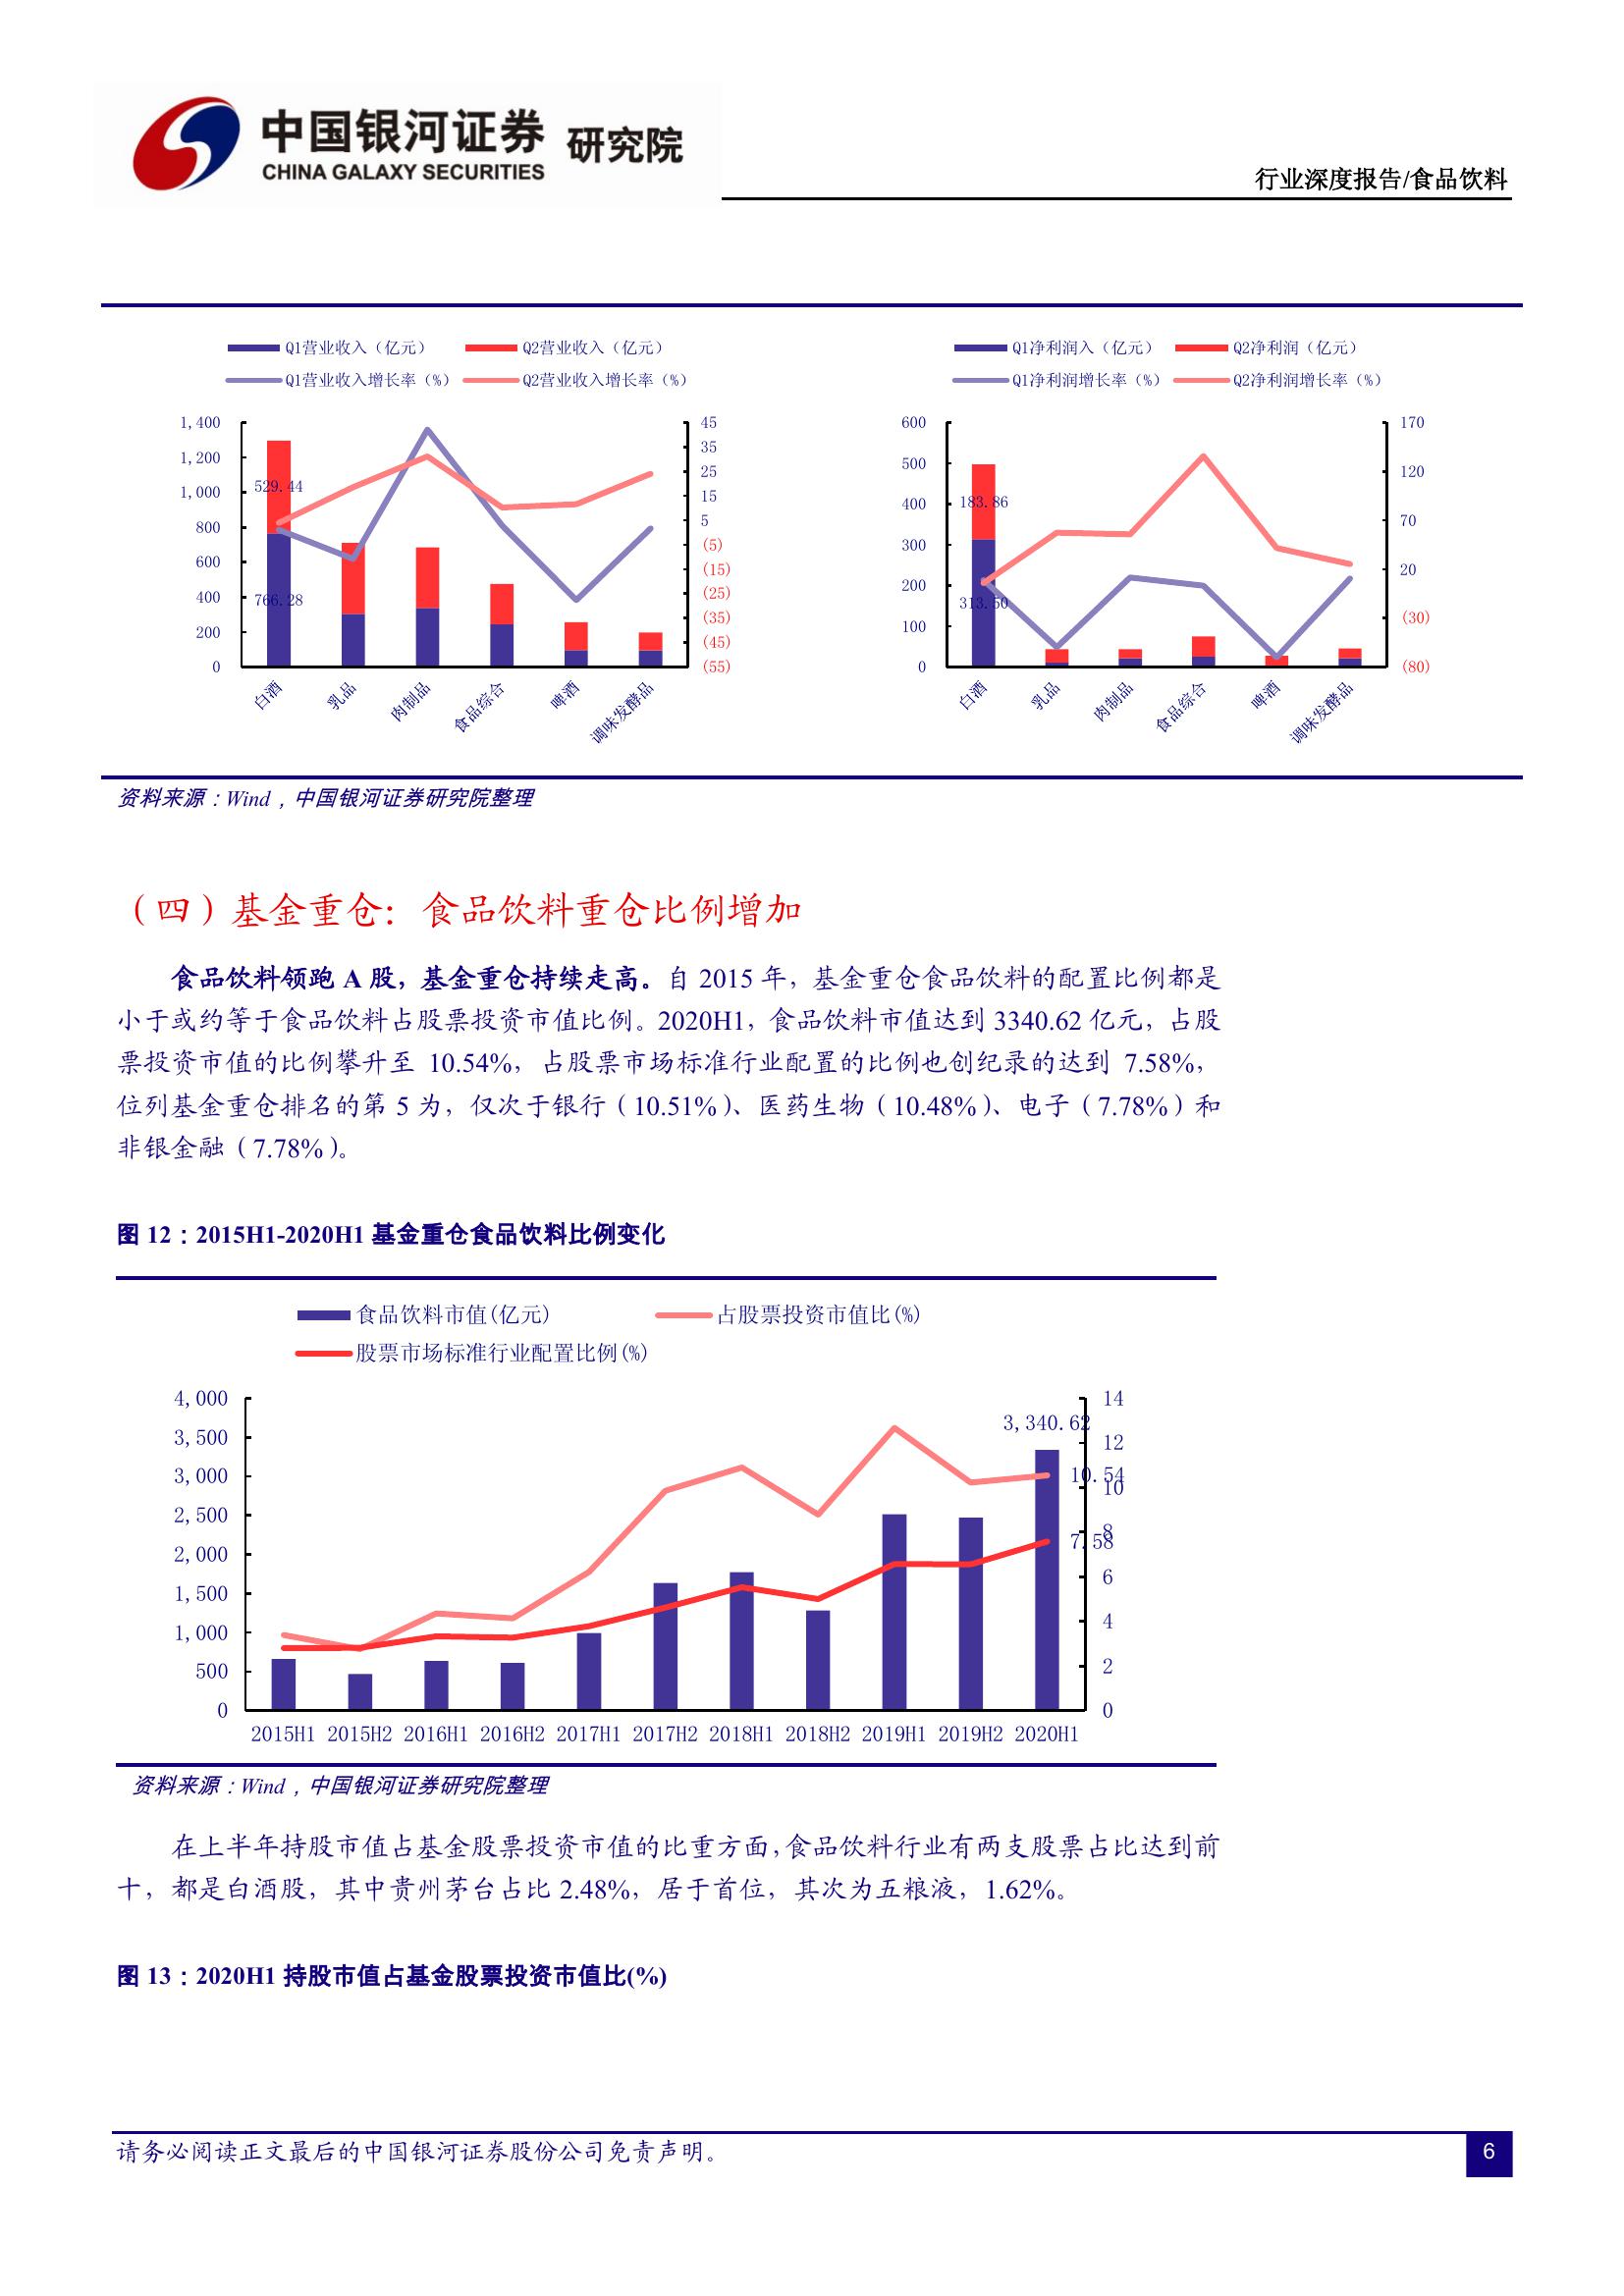 中国银河证券 研究院
CHINA GALAXY SECURITIES
行业深度报告/食品饮料
Q1营业收入（亿元） Q2营业收入（亿元）
Q1营业收入增长率（%） Q2营业收入增长率（%）
1,400
1,200
1,000
800
600
400
200
0
529.44
766.28
45
35
25
15
5
(5)
(15)
(25)
(35)
(45)
(55)
白酒 乳品 肉制品 食品综合 啤酒 调味发酵品
Q1净利润入（亿元） Q2净利润（亿元）
Q1净利润增长率（%） Q2净利润增长率（%）
600
500
400
300
200
100
0
183.86
313.50
170
120
70
20
(30)
(80)
白酒 乳品 肉制品 食品综合 啤酒 调味发酵品
资料来源：Wind，中国银河证券研究院整理
（四）基金重仓：食品饮料重仓比例增加
食品饮料领跑 A 股，基金重仓持续走高。自 2015 年，基金重仓食品饮料的配置比例都是
小于或约等于食品饮料占股票投资市值比例。2020H1，食品饮料市值达到 3340.62 亿元，占股
票投资市值的比例攀升至 10.54%，占股票市场标准行业配置的比例也创纪录的达到 7.58%，
位列基金重仓排名的第 5 为，仅次于银行（10.51%）、医药生物（10.48%）、电子（7.78%）和
非银金融（7.78%）。
图 12：2015H1-2020H1 基金重仓食品饮料比例变化
食品饮料市值(亿元) 占股票投资市值比(%)
股票市场标准行业配置比例(%)
4,000
3,500
3,000
2,500
2,000
1,500
1,000
500
0
3,340.62
10.54
7.58
14
12
10
8
6
4
2
0
2015H1 2015H2 2016H1 2016H2 2017H1 2017H2 2018H1 2018H2 2019H1 2019H2 2020H1
资料来源：Wind，中国银河证券研究院整理
在上半年持股市值占基金股票投资市值的比重方面，食品饮料行业有两支股票占比达到前
十，都是白酒股，其中贵州茅台占比 2.48%，居于首位，其次为五粮液，1.62%。
图 13：2020H1 持股市值占基金股票投资市值比(%)
请务必阅读正文最后的中国银河证券股份公司免责声明。
6